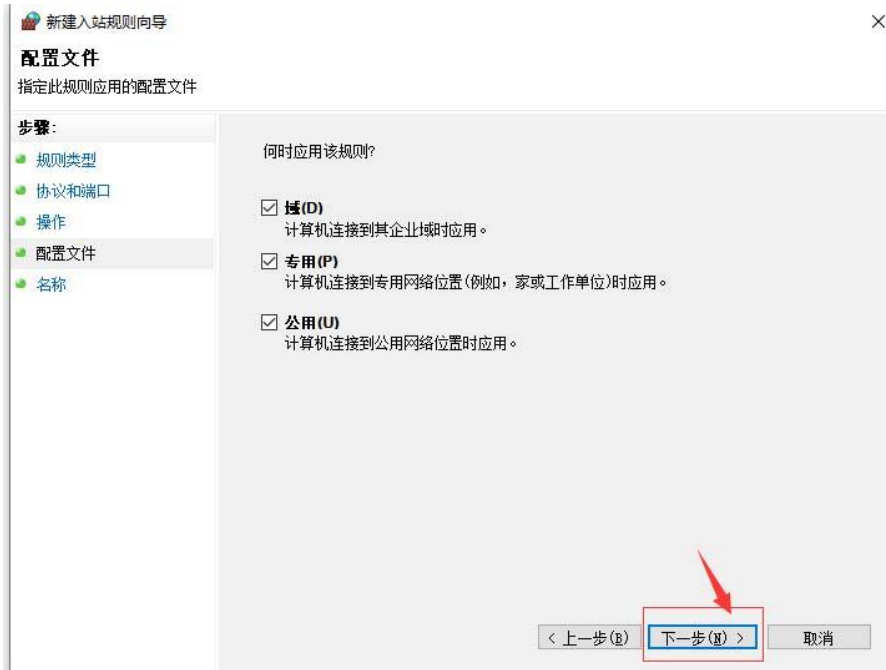 新建入站规则向导
配置文件
指定此规则应用的配置文件
步骤:
规则类型
协议和端口
操作
配置文件
名称
何时应用该规则?
域(D)
计算机连接到其企业域时应用。
专用(P)
计算机连接到专用网络位置(例如，家或工作单位)时应用。
公用(U)
计算机连接到公用网络位置时应用。
< 上一步(B)
下一步(N) >
取消